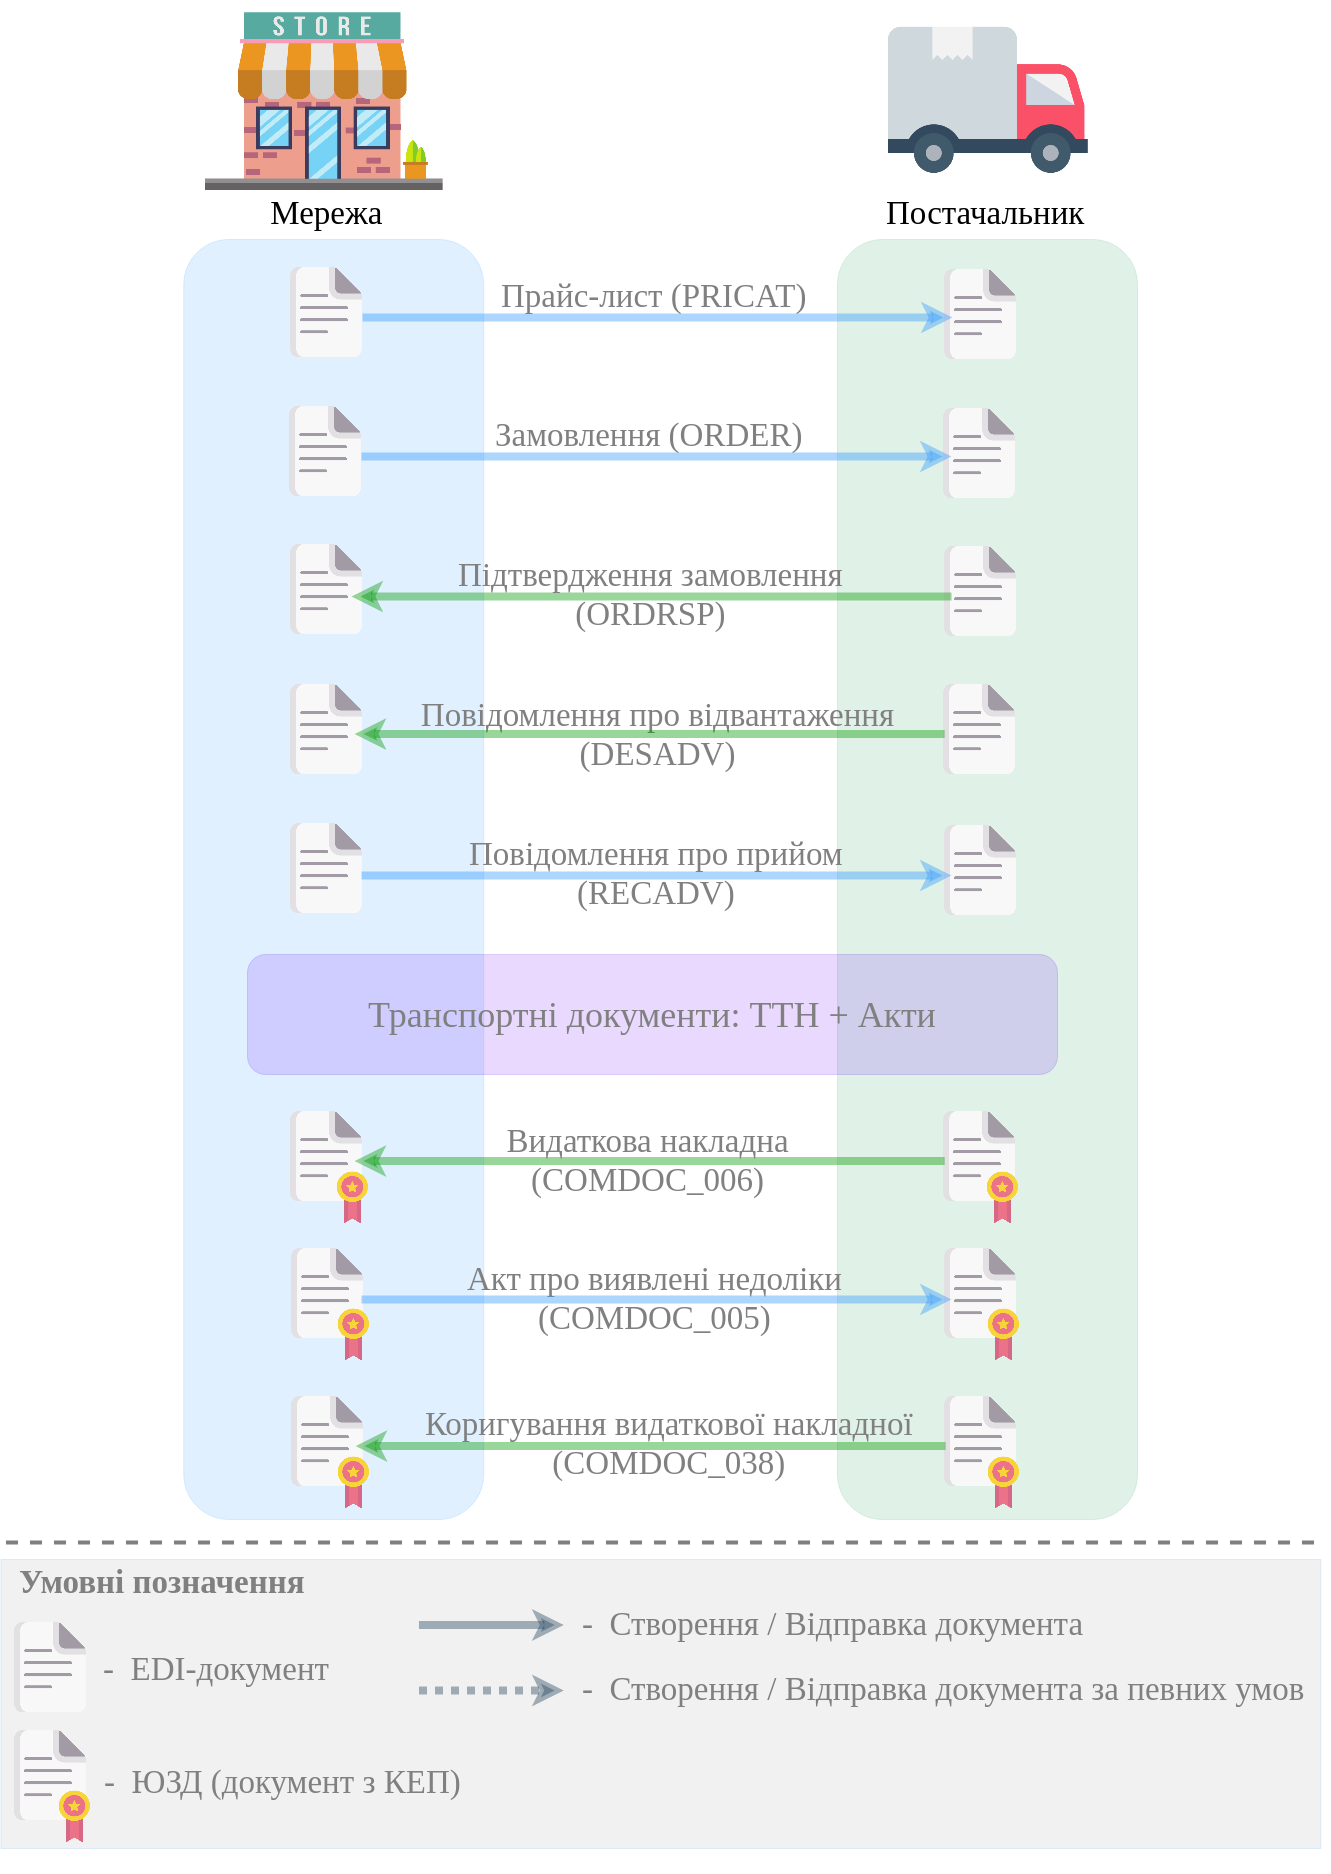 STORE
Мережа
Постачальник
Прайс-лист (PRICAT)
Замовлення (ORDER)
Підтвердження замовлення
(ORDRSP)
Повідомлення про відвантаження
(DESADV)
Повідомлення про прийом
(RECADV)
Транспортні документи: ТТН + Акти
Видаткова накладна
(COMDOC_006)
Акт про виявлені недоліки
(COMDOC_005)
Коригування видаткової накладної
(COMDOC_038)
Умовні позначення
- Створення / Відправка документа
- EDI-документ
- Створення / Відправка документа за певних умов
- ЮЗД (документ з КЕП)